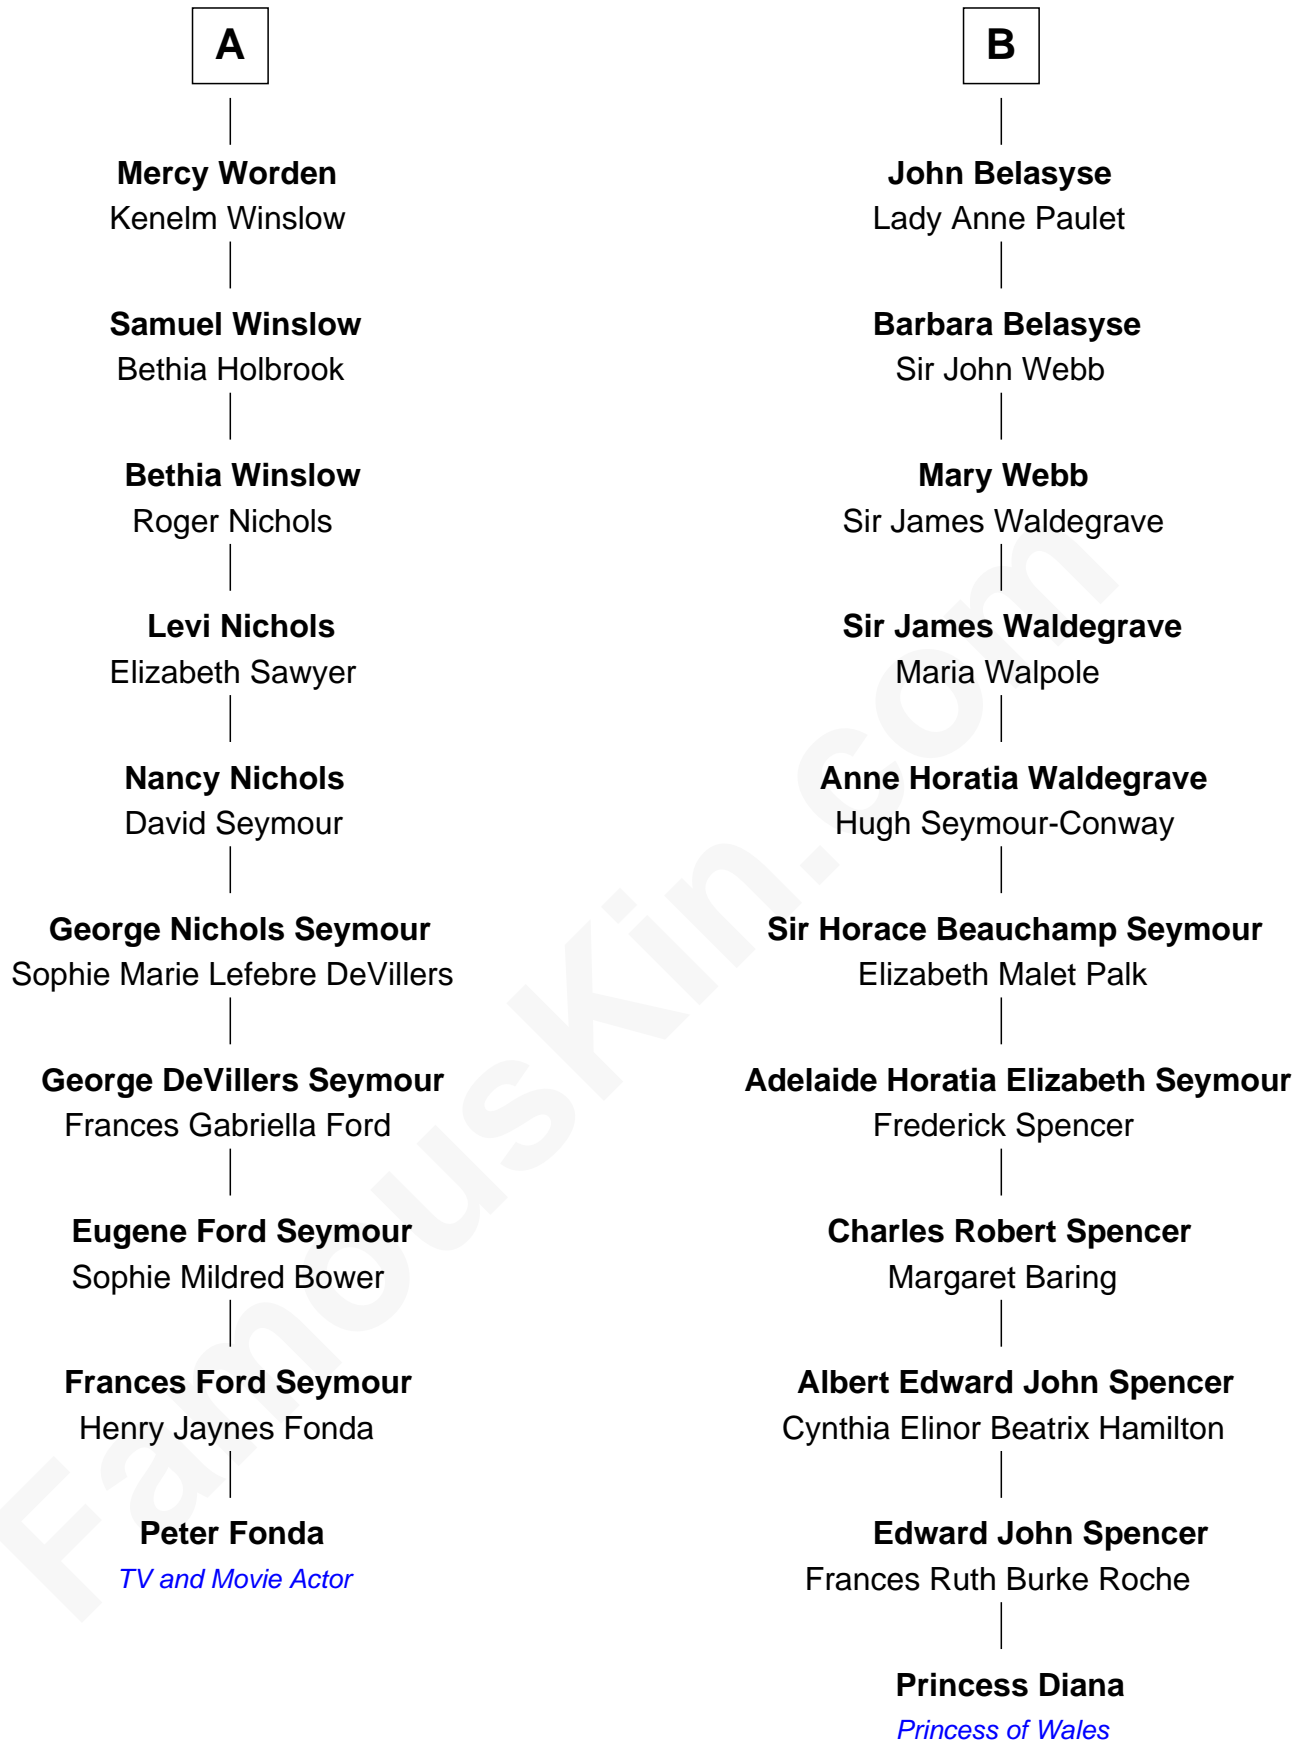 A
Mercy Worden
Kenelm Winslow
Samuel Winslow
Bethia Holbrook
Bethia Winslow
Roger Nichols
Levi Nichols
Elizabeth Sawyer
Nancy Nichols
David Seymour
George Nichols Seymour
Sophie Marie Lefebre DeVillers
George DeVillers Seymour
Frances Gabriella Ford
Eugene Ford Seymour
Sophie Mildred Bower
Frances Ford Seymour
Henry Jaynes Fonda
Peter Fonda
TV and Movie Actor
B
John Belasyse
Lady Anne Paulet
Barbara Belasyse
Sir John Webb
Mary Webb
Sir James Waldegrave
Sir James Waldegrave
Maria Walpole
Anne Horatia Waldegrave
Hugh Seymour-Conway
Sir Horace Beauchamp Seymour
Elizabeth Malet Palk
Adelaide Horatia Elizabeth Seymour
Frederick Spencer
Charles Robert Spencer
Margaret Baring
Albert Edward John Spencer
Cynthia Elinor Beatrix Hamilton
Edward John Spencer
Frances Ruth Burke Roche
Princess Diana
Princess of Wales
FamousKin.com